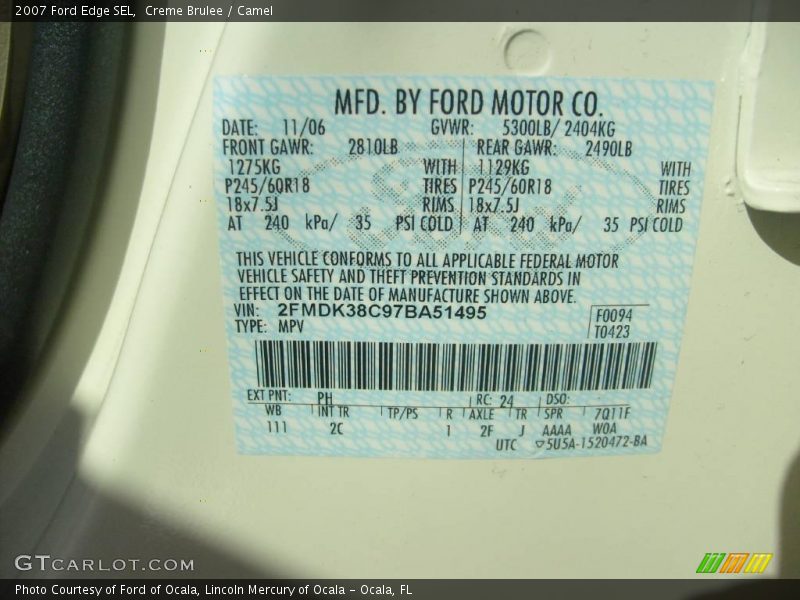 2007 Ford Edge SEL, Creme Brulee / Camel
MFD. BY FORD MOTOR CO.
DATE: 11/06 GVWR: 5300LB/ 2404KG
FRONT GAWR: 2810LB REAR GAWR: 2490LB
1275KG WITH 1129KG WITH
P245/60R18 TIRES P245/60R18 TIRES
18x7.5J RIMS 18x7.5J RIMS
AT 240 kPa/ 35 PSI COLD AT 240 kPa/ 35 PSI COLD
THIS VEHICLE CONFORMS TO ALL APPLICABLE FEDERAL MOTOR
VEHICLE SAFETY AND THEFT PREVENTION STANDARDS IN
EFFECT ON THE DATE OF MANUFACTURE SHOWN ABOVE.
VIN: 2FMDK38C97BA51495 F0094
TYPE: MPV T0423
EXT PNT: PH RC: 24 DSO:
WB INT TR TP/PS R AXLE TR SPR 7Q11F
111 2C 1 2F J AAAA W0A
UTC ▽5U5A-1520472-BA
GTCARLOT.COM
Photo Courtesy of Ford of Ocala, Lincoln Mercury of Ocala - Ocala, FL